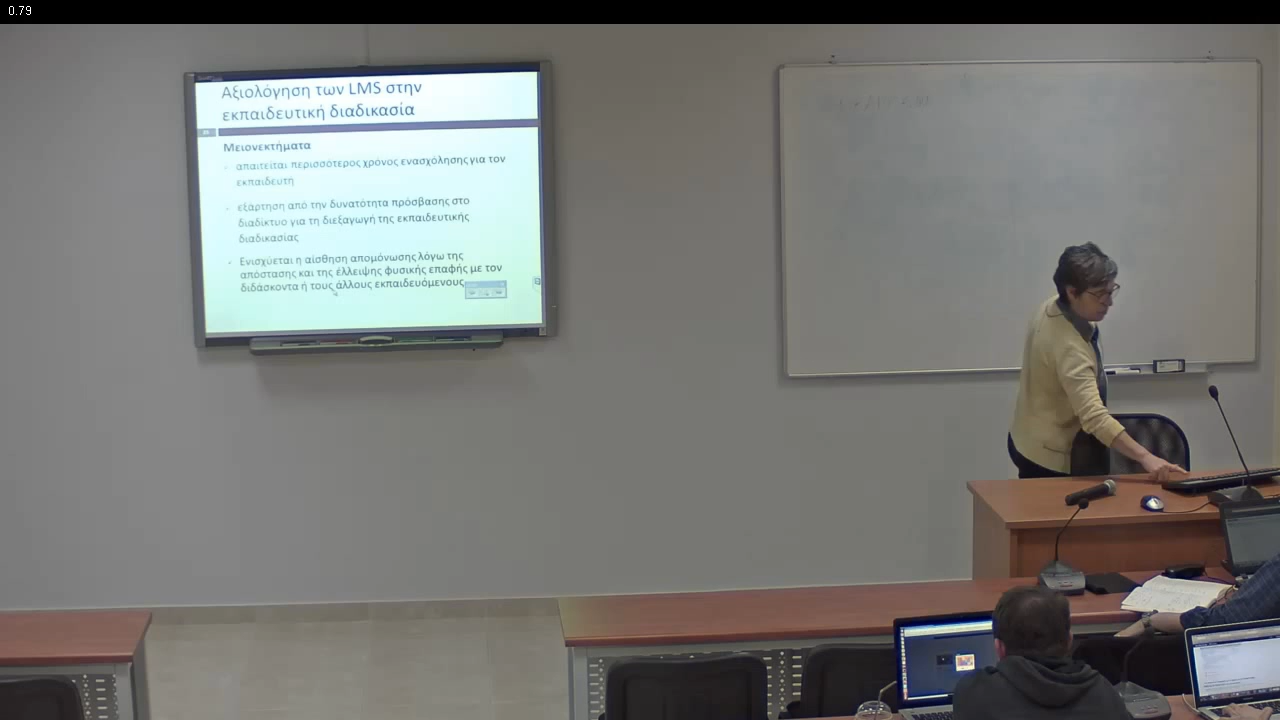 0.79
Αξιολόγηση των LMS στην
εκπαιδευτική διαδικασία
Μειονεκτήματα
- απαιτείται περισσότερος χρόνος ενασχόλησης για τον
εκπαιδευτη
- εξάρτηση από την δυνατότητα πρόσβασης στο
διαδίκτυο για τη διεξαγωγή της εκπαιδευτικής
διαδικασίας
- Ενισχύεται η αίσθηση απομόνωσης λόγω της
απόστασης και της έλλειψης φυσικής επαφής με τον
διδάσκοντα ή τους άλλους εκπαιδευόμενους